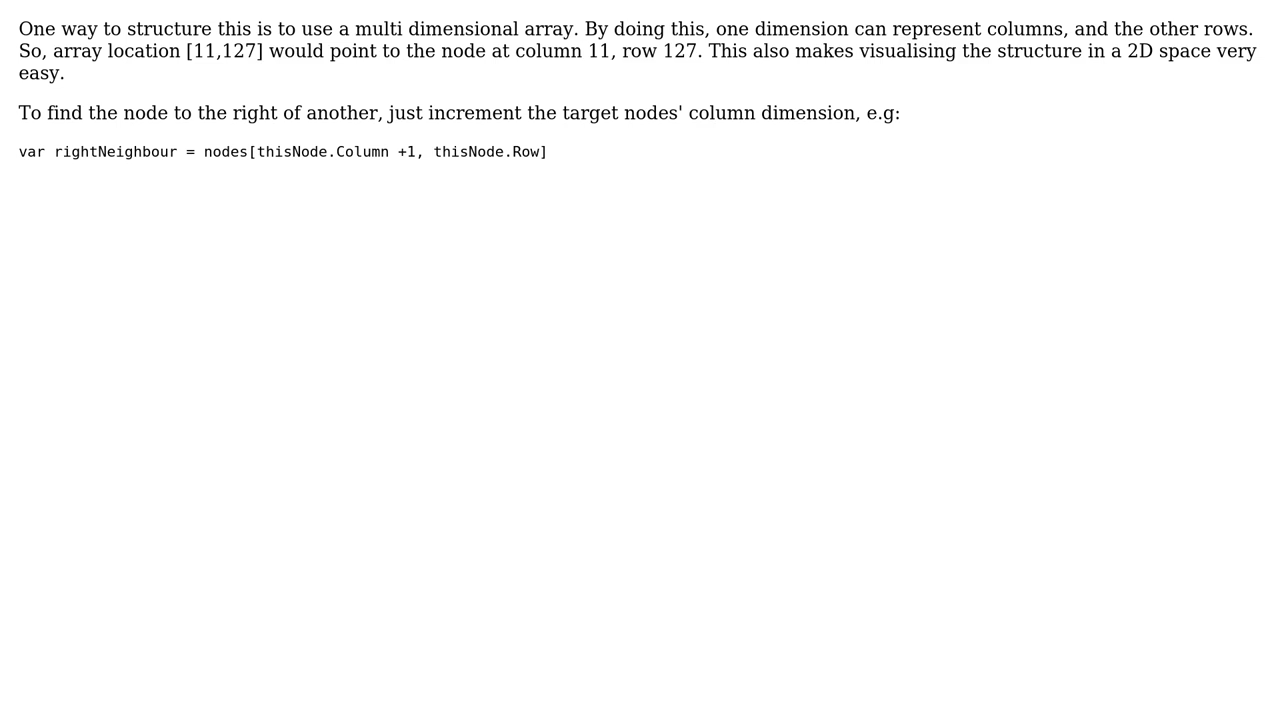 One way to structure this is to use a multi dimensional array. By doing this, one dimension can represent columns, and the other rows.
So, array location [11,127] would point to the node at column 11, row 127. This also makes visualising the structure in a 2D space very
easy.
To find the node to the right of another, just increment the target nodes' column dimension, e.g:
var rightNeighbour = nodes[thisNode.Column +1, thisNode.Row]